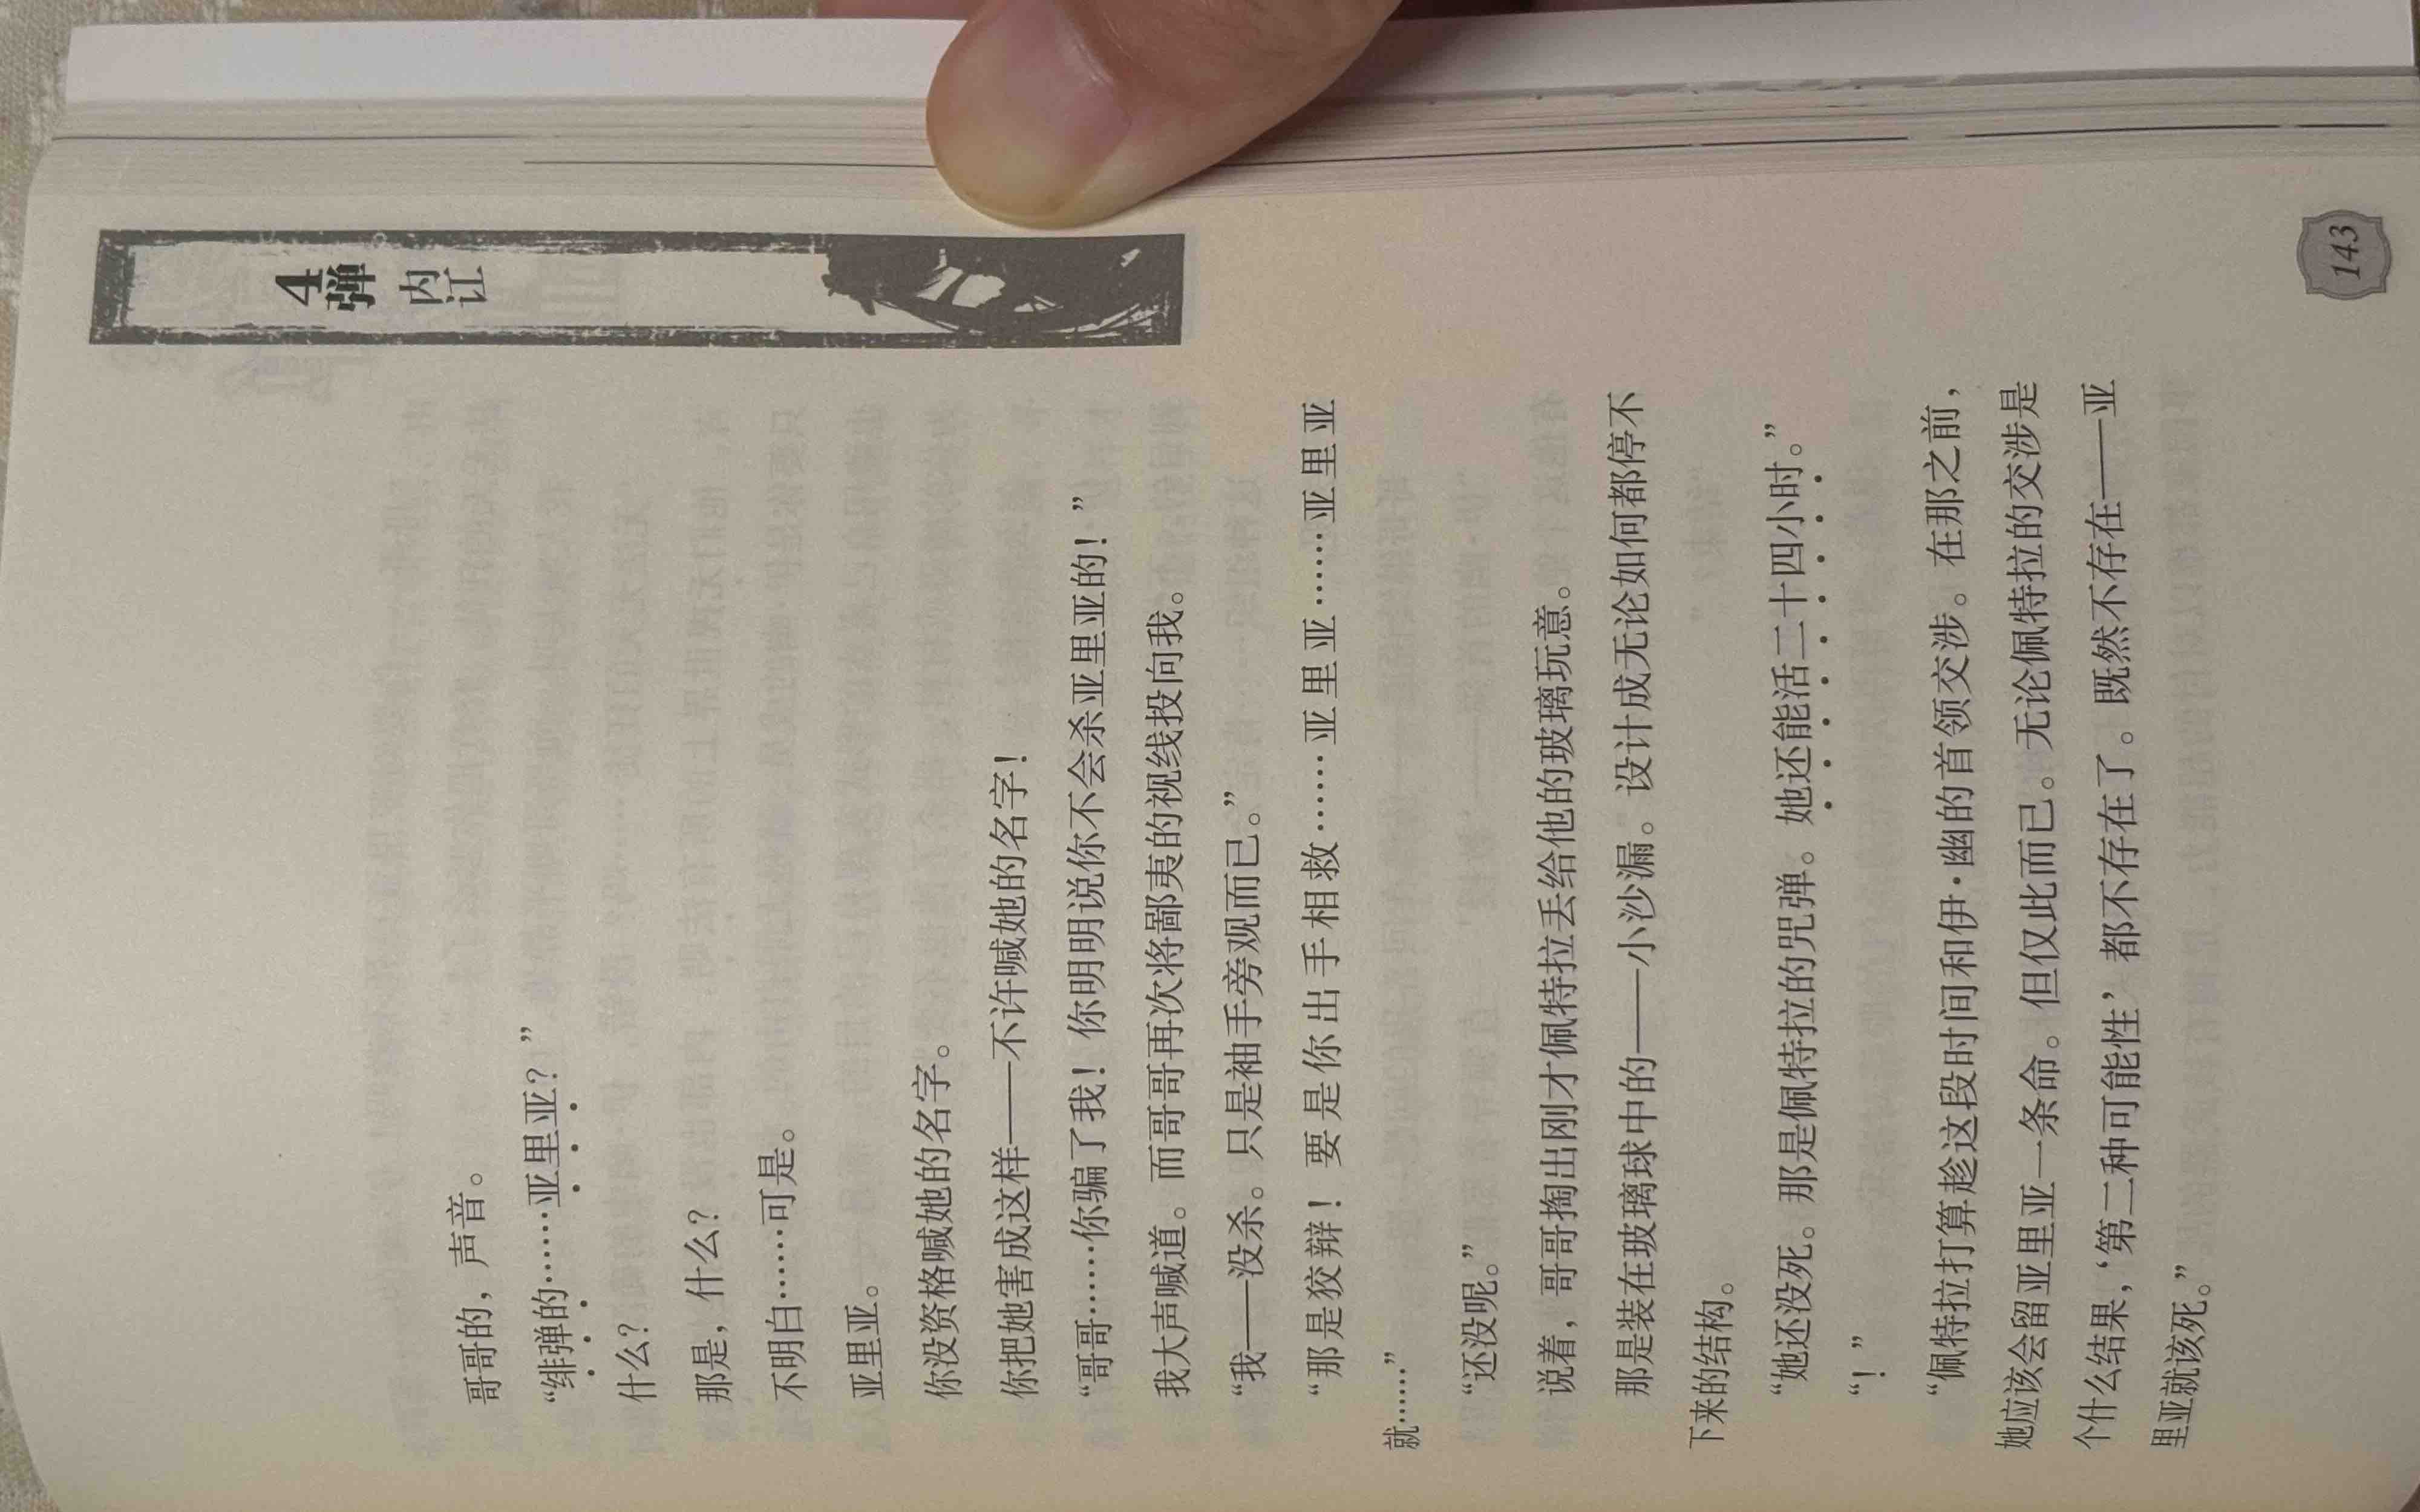 4弹 内讧
哥哥的，声音。
“绯弹的……亚里亚？”
什么？
那是，什么？
不明白……可是。
亚里亚。
你没资格喊她的名字。
你把她害成这样——不许喊她的名字！
“哥哥……你骗了我！你明明说你不会杀亚里亚的！”
我大声喊道。而哥哥再次将鄙夷的视线投向我。
“我——没杀。只是袖手旁观而已。”
“那是狡辩！要是你出手相救……亚里亚……亚里亚
就……”
“还没呢。”
说着，哥哥掏出刚才佩特拉丢给他的玻璃玩意。
那是装在玻璃球中的——小沙漏。设计成无论如何都停不
下来的结构。
“她还没死。那是佩特拉的咒弹。她还能活二十四小时。”
“！”
“佩特拉打算趁这段时间和伊·幽的首领交涉。在那之前，
她应该会留亚里亚一条命。但仅此而已。无论佩特拉的交涉是
个什么结果，‘第二种可能性’都不存在了。既然不存在——亚
里亚就该死。”
143